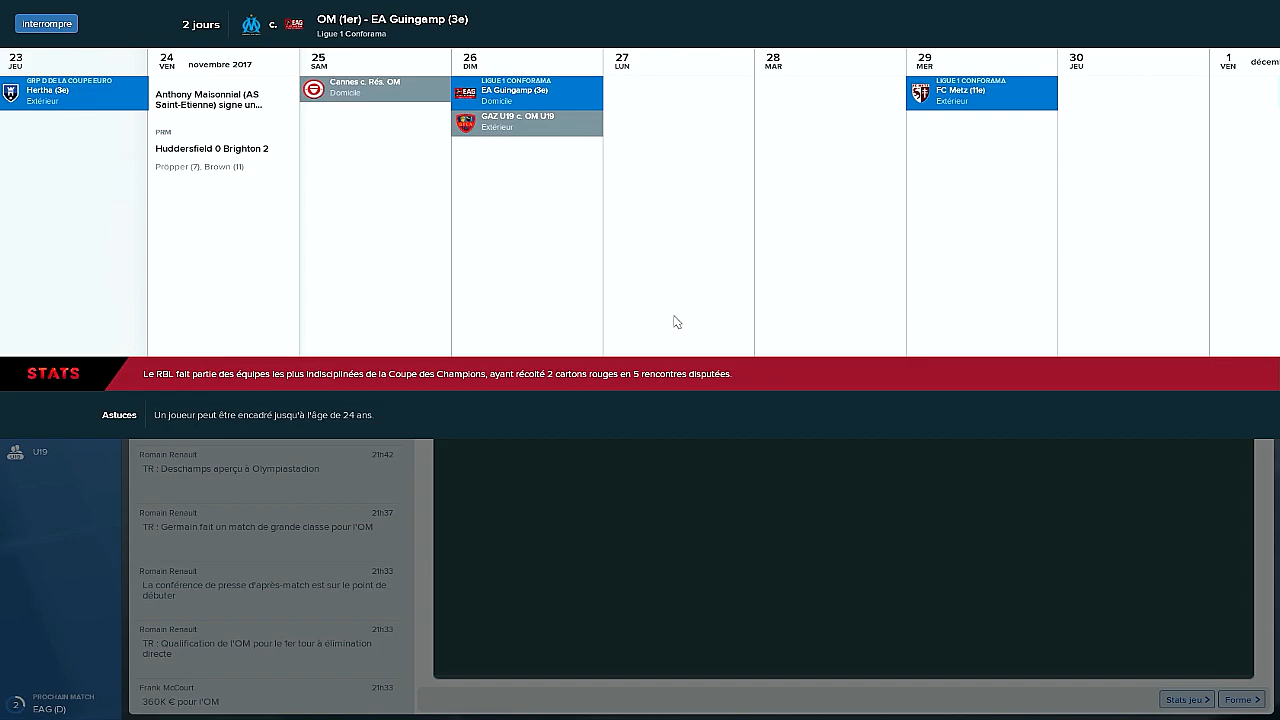 Interrompre
2 jours
c.
OM (1er) - EA Guingamp (3e)
Ligue 1 Conforama
23
JEU
GRP D DE LA COUPE EURO
Hertha (3e)
Extérieur
24
VEN
novembre 2017
Anthony Maisonnial (AS
Saint-Etienne) signe un...
PRM
Huddersfield 0 Brighton 2
Pröpper (7), Brown (11)
25
SAM
Cannes c. Rés. OM
Domicile
26
DIM
LIGUE 1 CONFORAMA
EA Guingamp (3e)
Domicile
GAZ U19 c. OM U19
Extérieur
27
LUN
28
MAR
29
MER
LIGUE 1 CONFORAMA
FC Metz (11e)
Extérieur
30
JEU
1
VEN
décem
STATS
Le RBL fait partie des équipes les plus indisciplinées de la Coupe des Champions, ayant récolté 2 cartons rouges en 5 rencontres disputées.
Astuces
Un joueur peut être encadré jusqu'à l'âge de 24 ans.
U19
Romain Renault 21h42
TR : Deschamps aperçu à Olympiastadion
Romain Renault 21h37
TR : Germain fait un match de grande classe pour l'OM
Romain Renault 21h33
La conférence de presse d'après-match est sur le point de
débuter
Romain Renault 21h33
TR : Qualification de l'OM pour le 1er tour à élimination
directe
Frank McCourt 21h33
360K € pour l'OM
2
PROCHAIN MATCH
EAG (D)
Stats jeu
Forme